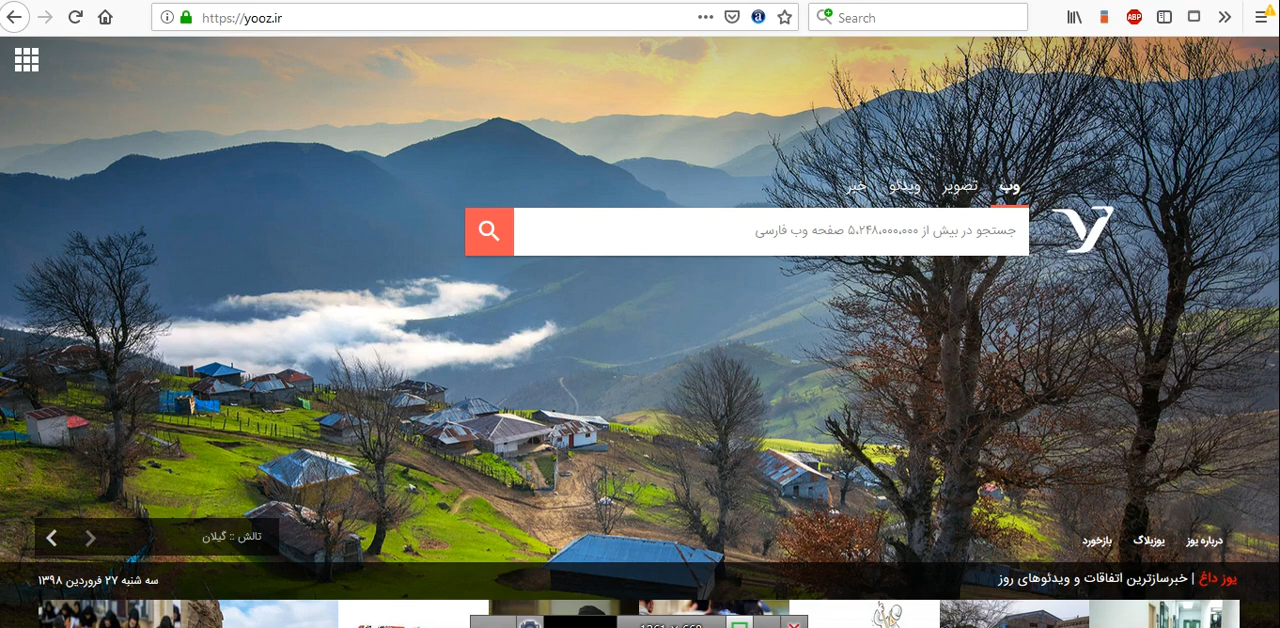 https://yooz.ir
Search
ABP
وب تصویر ویدئو خبر
جستجو در بیش از ۵،۲۴۸،۰۰۰،۰۰۰ صفحه وب فارسی
تالش :: گیلان
درباره یوز یوزبلاگ بازخورد
یوز داغ | خبرسازترین اتفاقات و ویدئوهای روز
سه شنبه ۲۷ فروردین ۱۳۹۸